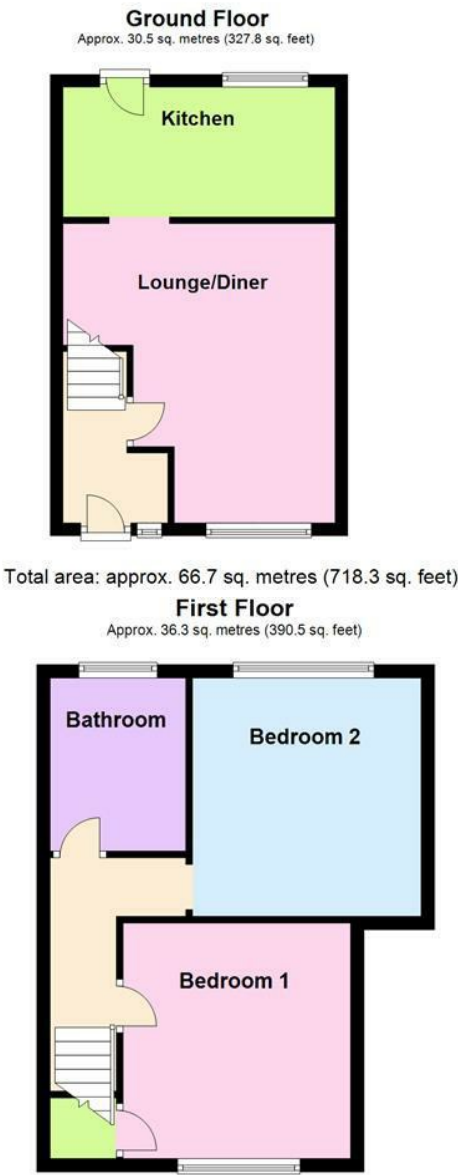 Ground Floor
Approx. 30.5 sq. metres (327.8 sq. feet)
Kitchen
Lounge/Diner
Total area: approx. 66.7 sq. metres (718.3 sq. feet)
First Floor
Approx. 36.3 sq. metres (390.5 sq. feet)
Bathroom
Bedroom 2
Bedroom 1